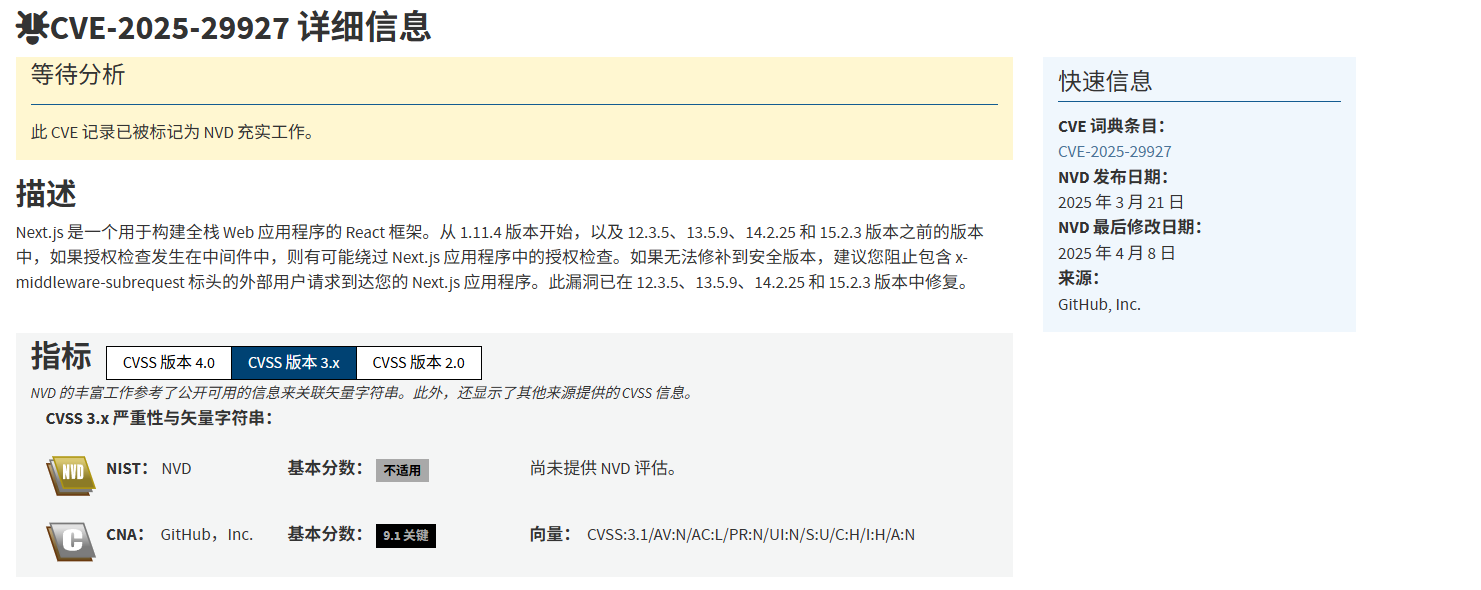 CVE-2025-29927 详细信息
等待分析
此 CVE 记录已被标记为 NVD 充实工作。
描述
Next.js 是一个用于构建全栈 Web 应用程序的 React 框架。从 1.11.4 版本开始，以及 12.3.5、13.5.9、14.2.25 和 15.2.3 版本之前的版本
中，如果授权检查发生在中间件中，则有可能绕过 Next.js 应用程序中的授权检查。如果无法修补到安全版本，建议您阻止包含 x-
middleware-subrequest 标头的外部用户请求到达您的 Next.js 应用程序。此漏洞已在 12.3.5、13.5.9、14.2.25 和 15.2.3 版本中修复。
指标 CVSS 版本 4.0 CVSS 版本 3.x CVSS 版本 2.0
NVD 的丰富工作参考了公开可用的信息来关联矢量字符串。此外，还显示了其他来源提供的 CVSS 信息。
CVSS 3.x 严重性与矢量字符串：
NVD NIST： NVD 基本分数： 不适用 尚未提供 NVD 评估。
C CNA： GitHub，Inc. 基本分数： 9.1 关键 向量： CVSS:3.1/AV:N/AC:L/PR:N/UI:N/S:U/C:H/I:H/A:N
快速信息
CVE 词典条目：
CVE-2025-29927
NVD 发布日期：
2025 年 3 月 21 日
NVD 最后修改日期：
2025 年 4 月 8 日
来源：
GitHub, Inc.